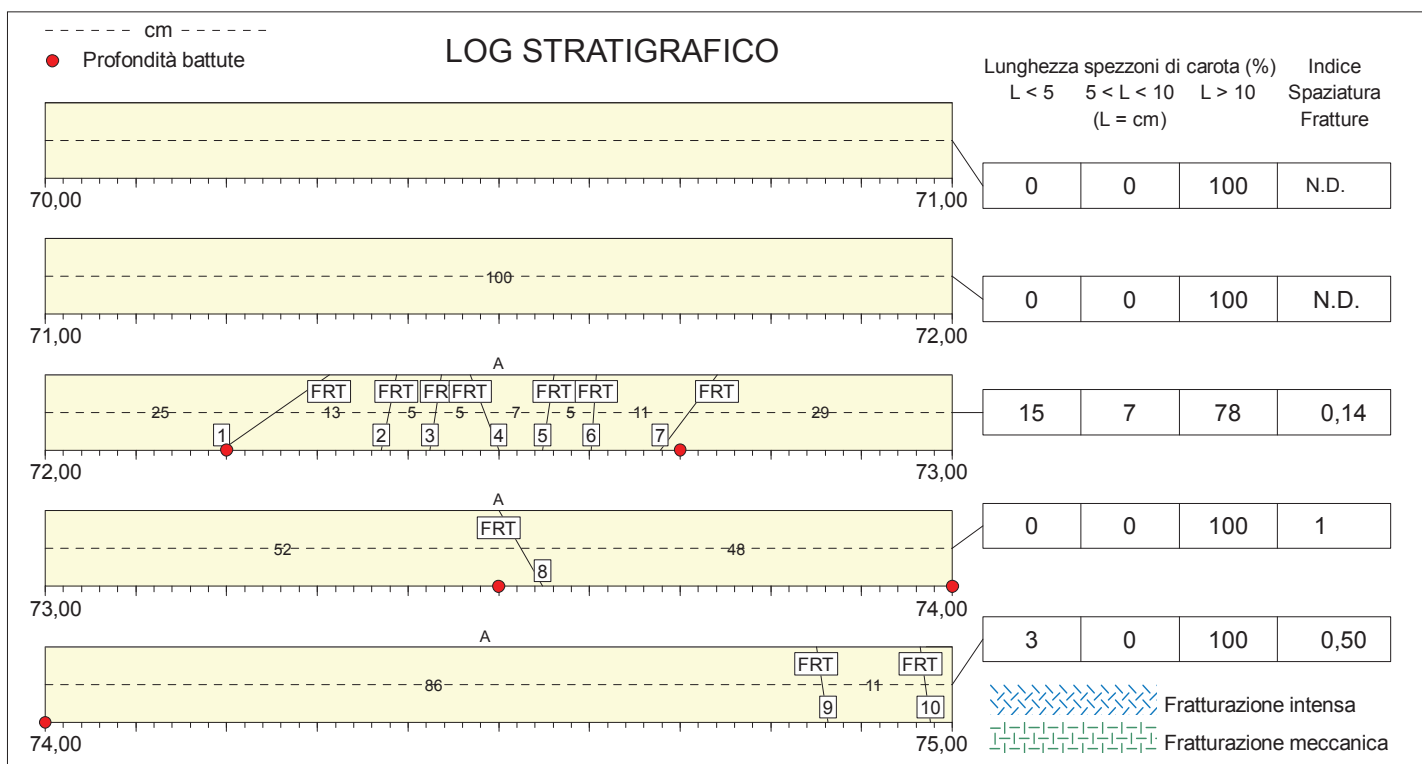 cm
Profondità battute
LOG STRATIGRAFICO
Lunghezza spezzoni di carota (%)
Indice Spaziatura Fratture
L < 5
5 < L < 10
L > 10
(L = cm)
70,00
71,00
0
0
100
N.D.
100
71,00
72,00
0
0
100
N.D.
A
FRT
FRT
FR
FRT
FRT
FRT
FRT
25
13
5
5
7
5
11
29
1
2
3
4
5
6
7
72,00
73,00
15
7
78
0,14
A
FRT
52
48
8
73,00
74,00
0
0
100
1
A
FRT
FRT
86
11
9
10
74,00
75,00
3
0
100
0,50
Fratturazione intensa
Fratturazione meccanica